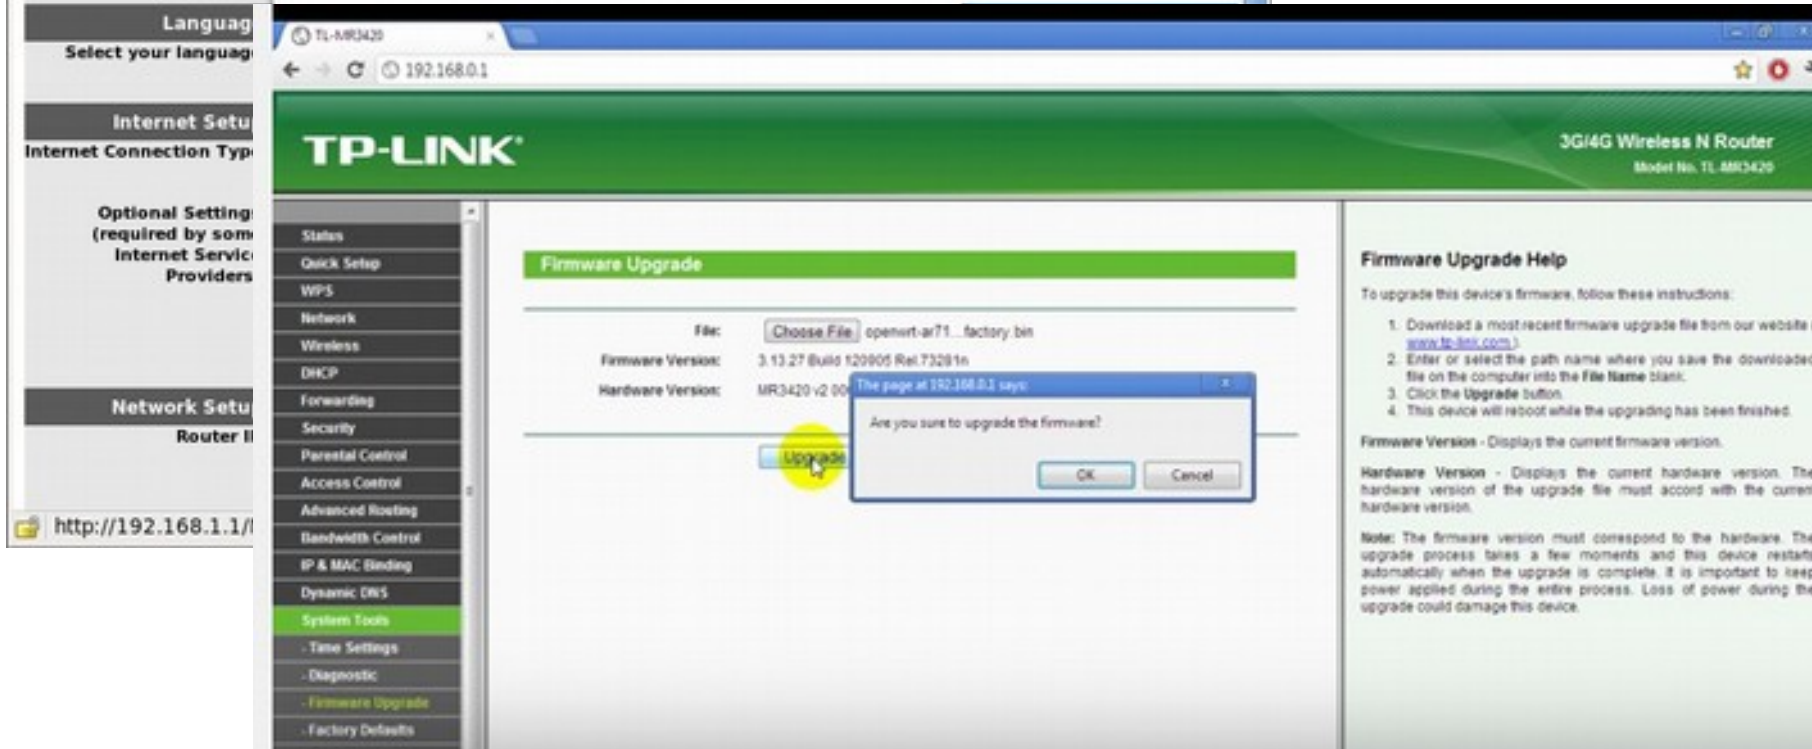 Languag
Select your languag
Internet Setu
Internet Connection Typ
Optional Setting
(required by som
Internet Servic
Providers
Network Setu
Router I
http://192.168.1.1/
TL-MR3420
192.168.0.1
TP-LINK
3G/4G Wireless N Router
Model No. TL-MR3420
Status
Quick Setup
WPS
Network
Wireless
DHCP
Forwarding
Security
Parental Control
Access Control
Advanced Routing
Bandwidth Control
IP & MAC Binding
Dynamic DNS
System Tools
- Time Settings
- Diagnostic
- Firmware Upgrade
- Factory Defaults
Firmware Upgrade
File: Choose File openwrt-ar71...factory.bin
Firmware Version: 3.13.27 Build 120905 Rel.73281n
Hardware Version: MR3420 v2 00
Upgrade
The page at 192.168.0.1 says:
Are you sure to upgrade the firmware?
OK Cancel
Firmware Upgrade Help
To upgrade this device's firmware, follow these instructions:
1. Download a most recent firmware upgrade file from our website
www.tp-link.com ).
2. Enter or select the path name where you save the downloaded
file on the computer into the File Name blank.
3. Click the Upgrade button.
4. This device will reboot while the upgrading has been finished.
Firmware Version - Displays the current firmware version.
Hardware Version - Displays the current hardware version. The
hardware version of the upgrade file must accord with the current
hardware version.
Note: The firmware version must correspond to the hardware. The
upgrade process takes a few moments and this device restarts
automatically when the upgrade is complete. It is important to keep
power applied during the entire process. Loss of power during the
upgrade could damage this device.